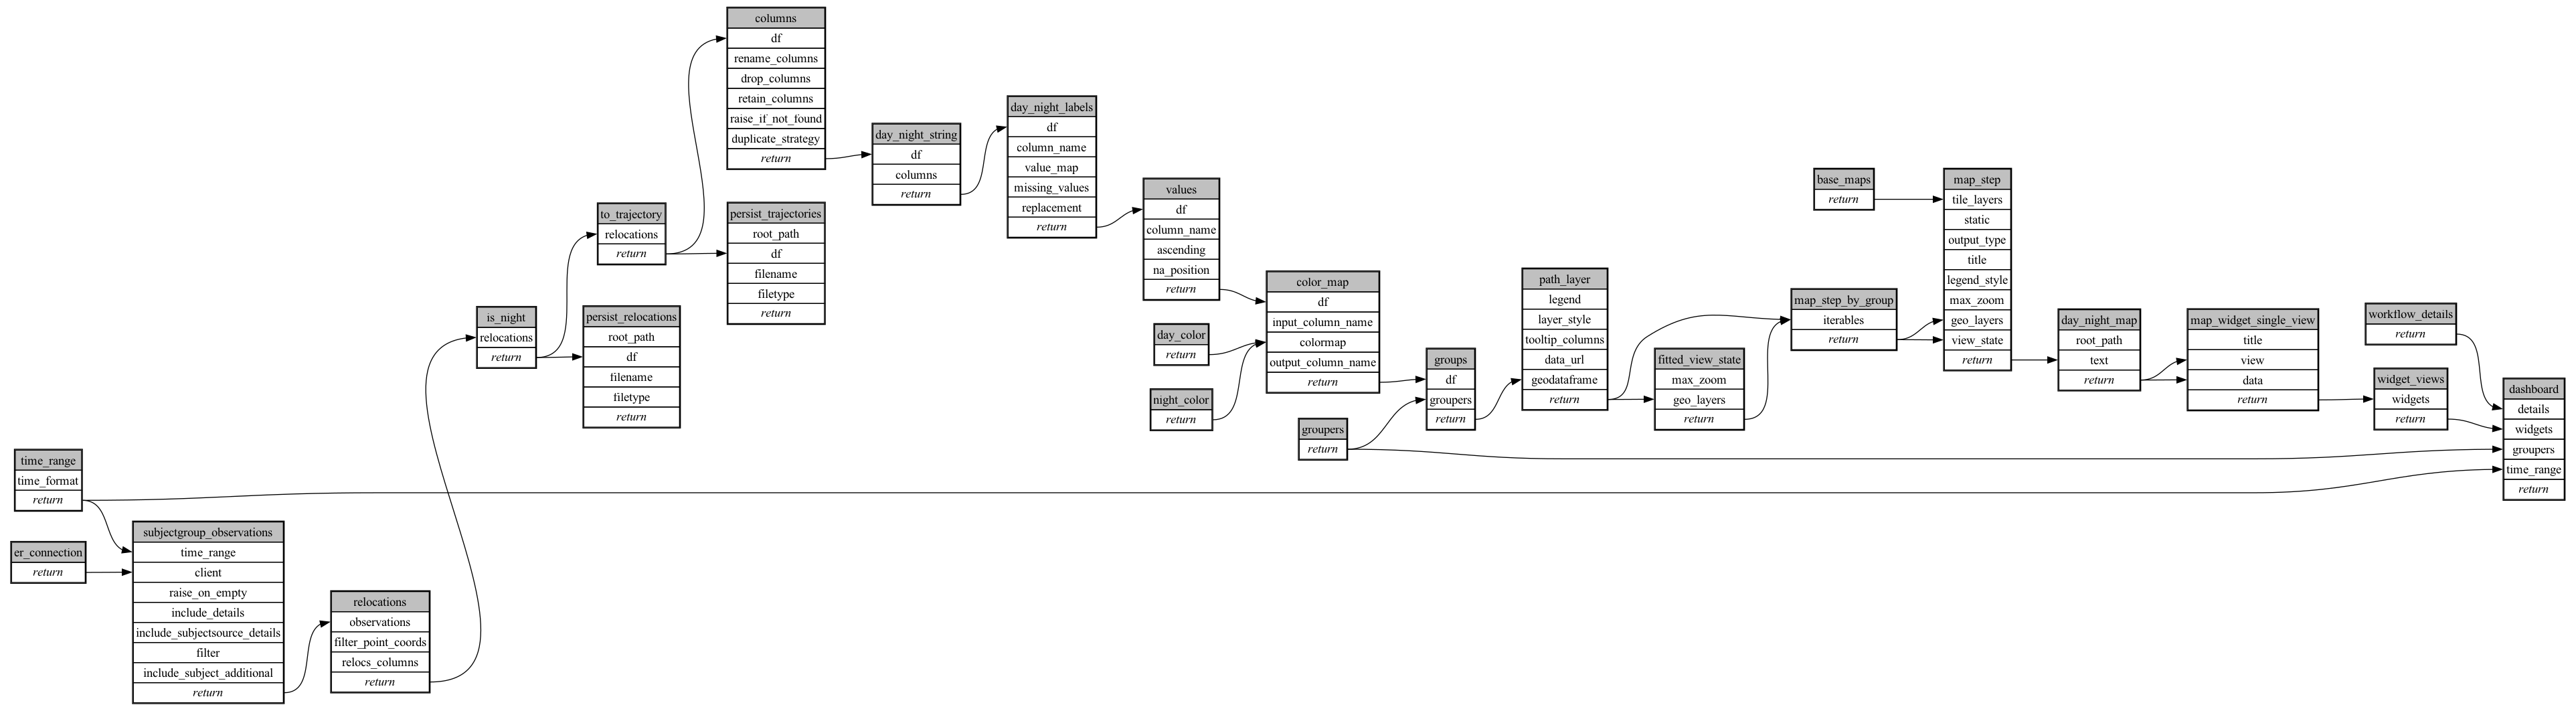 columns
df
rename_columns
drop_columns
retain_columns
raise_if_not_found
duplicate_strategy
return
day_night_string
df
columns
return
day_night_labels
df
column_name
value_map
missing_values
replacement
return
to_trajectory
relocations
return
persist_trajectories
root_path
df
filename
filetype
return
is_night
relocations
return
persist_relocations
root_path
df
filename
filetype
return
values
df
column_name
ascending
na_position
return
day_color
return
night_color
return
color_map
df
input_column_name
colormap
output_column_name
return
groupers
return
groups
df
groupers
return
path_layer
legend
layer_style
tooltip_columns
data_url
geodataframe
return
fitted_view_state
max_zoom
geo_layers
return
map_step_by_group
iterables
return
base_maps
return
map_step
tile_layers
static
output_type
title
legend_style
max_zoom
geo_layers
view_state
return
day_night_map
root_path
text
return
map_widget_single_view
title
view
data
return
workflow_details
return
widget_views
widgets
return
dashboard
details
widgets
groupers
time_range
return
time_range
time_format
return
er_connection
return
subjectgroup_observations
time_range
client
raise_on_empty
include_details
include_subjectsource_details
filter
include_subject_additional
return
relocations
observations
filter_point_coords
relocs_columns
return